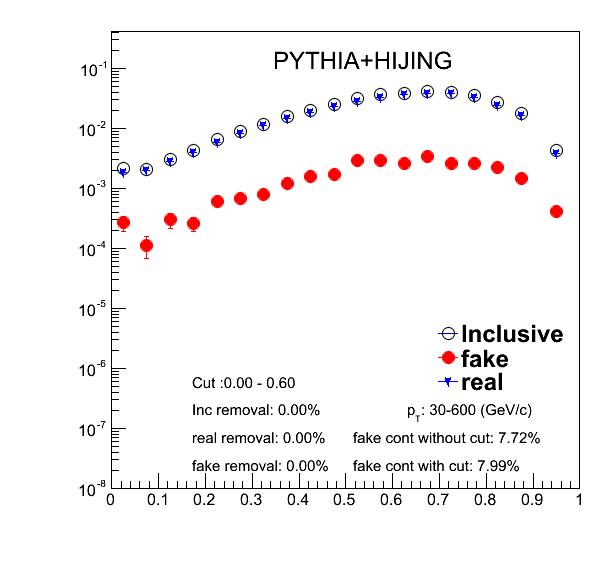 PYTHIA+HIJING
10-1
10-2
10-3
10-4
10-5
10-6
10-7
10-8
Inclusive
fake
real
Cut :0.00 - 0.60
Inc removal: 0.00% pT: 30-600 (GeV/c)
real removal: 0.00% fake cont without cut: 7.72%
fake removal: 0.00% fake cont with cut: 7.99%
0 0.1 0.2 0.3 0.4 0.5 0.6 0.7 0.8 0.9 1